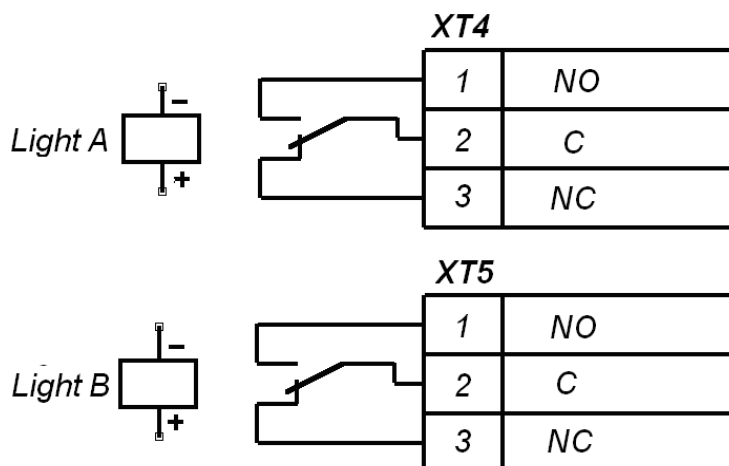 XT4
1 NO
Light A − 2 C
+ 3 NC
XT5
1 NO
−
Light B 2 C
+
3 NC